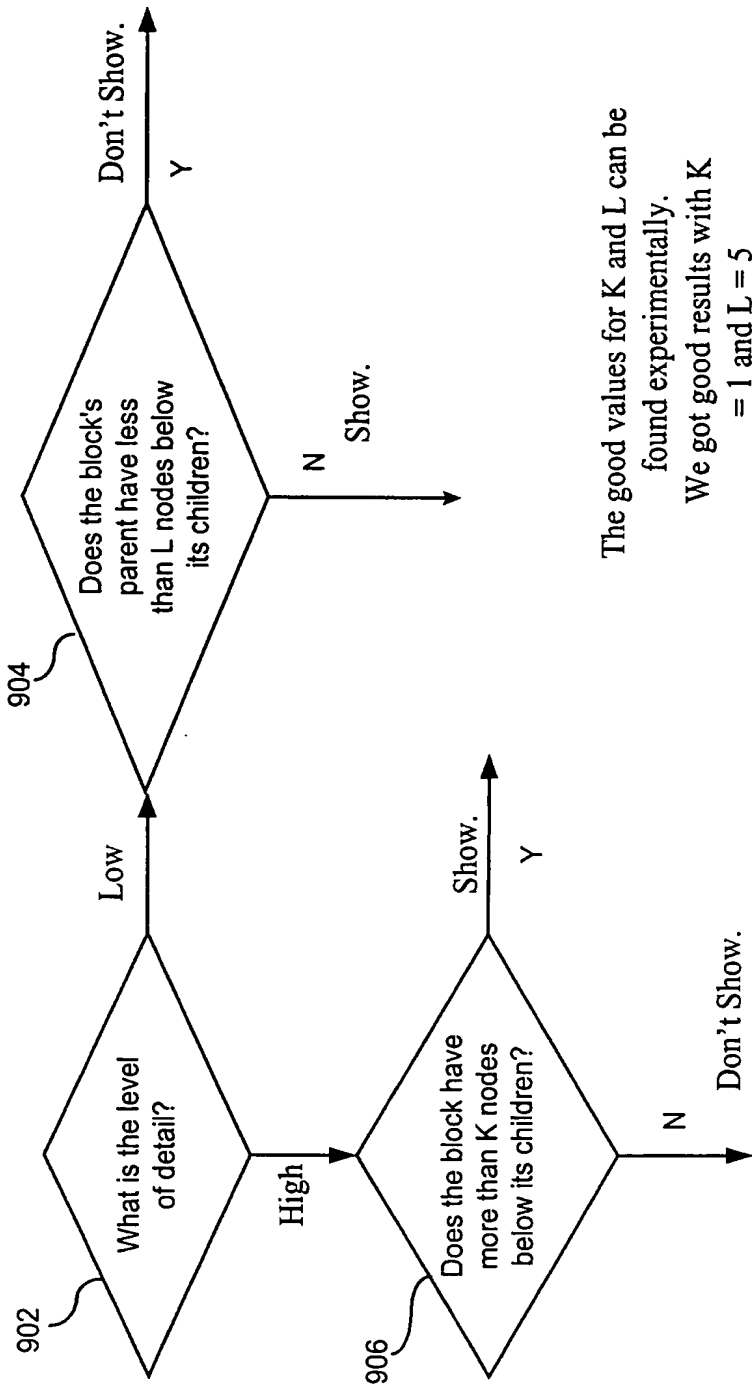 902
What is the level
of detail?
Low
904
Does the block's
parent have less
than L nodes below
its children?
Don't Show.
Y
N
Show.
High
906
Does the block have
more than K nodes
below its children?
Show.
Y
N
Don't Show.
The good values for K and L can be
found experimentally.
We got good results with K
= 1 and L = 5